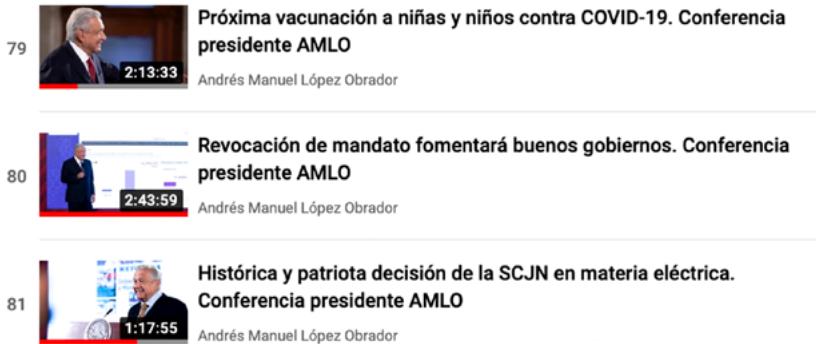 79
2:13:33
Próxima vacunación a niñas y niños contra COVID-19. Conferencia
presidente AMLO
Andrés Manuel López Obrador
80
2:43:59
Revocación de mandato fomentará buenos gobiernos. Conferencia
presidente AMLO
Andrés Manuel López Obrador
81
1:17:55
Histórica y patriota decisión de la SCJN en materia eléctrica.
Conferencia presidente AMLO
Andrés Manuel López Obrador